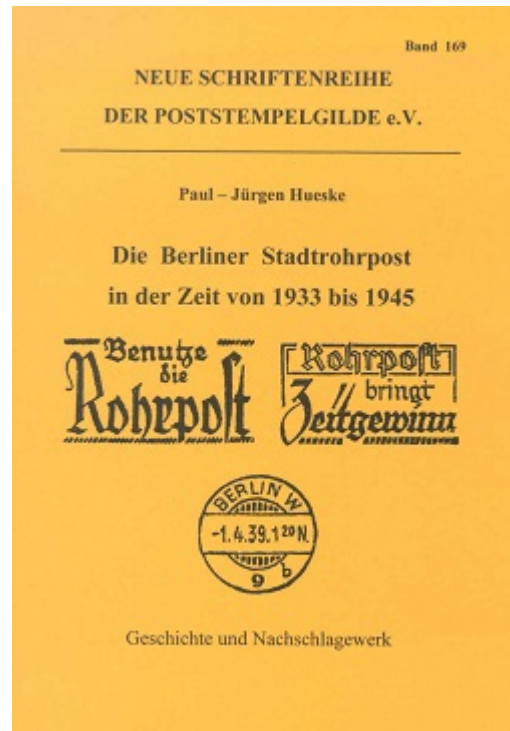 Band 169
NEUE SCHRIFTENREIHE
DER POSTSTEMPELGILDE e.V.
Paul – Jürgen Hueske
Die Berliner Stadtrohrpost
in der Zeit von 1933 bis 1945
Benutze
die
Rohrpost
Rohrpost
bringt
Zeitgewinn
BERLIN W
-1.4.39.1 20 N.
9 b
Geschichte und Nachschlagewerk